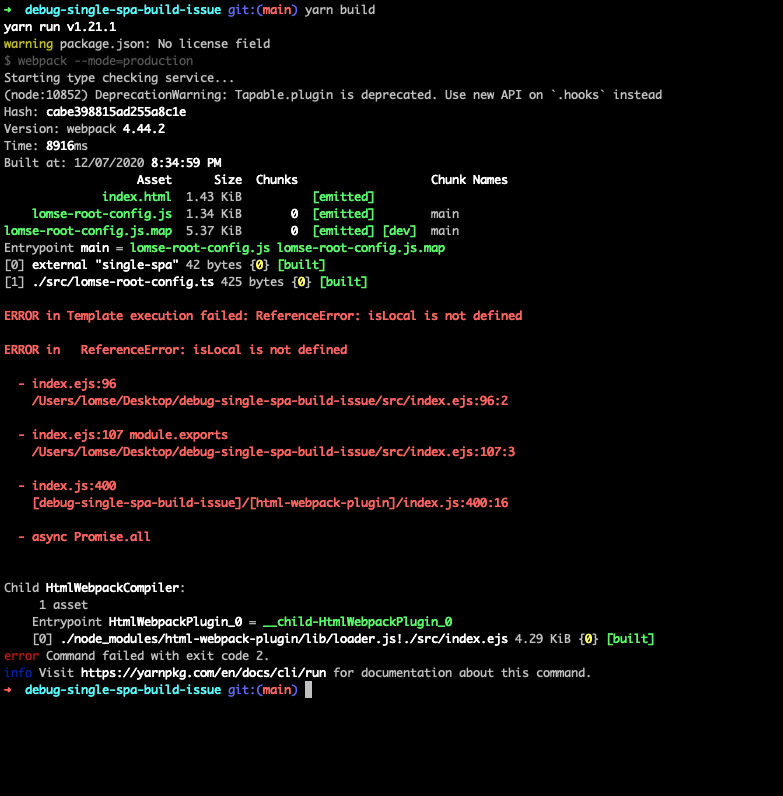 ➜  debug-single-spa-build-issue git:(main) yarn build
yarn run v1.21.1
warning package.json: No license field
$ webpack --mode=production
Starting type checking service...
(node:10852) DeprecationWarning: Tapable.plugin is deprecated. Use new API on `.hooks` instead
Hash: cabe398815ad255a8c1e
Version: webpack 4.44.2
Time: 8916ms
Built at: 12/07/2020 8:34:59 PM
Asset Size Chunks Chunk Names
index.html 1.43 KiB [emitted]
lomse-root-config.js 1.34 KiB 0 [emitted] main
lomse-root-config.js.map 5.37 KiB 0 [emitted] [dev] main
Entrypoint main = lomse-root-config.js lomse-root-config.js.map
[0] external "single-spa" 42 bytes {0} [built]
[1] ./src/lomse-root-config.ts 425 bytes {0} [built]
ERROR in Template execution failed: ReferenceError: isLocal is not defined
ERROR in   ReferenceError: isLocal is not defined
- index.ejs:96
/Users/lomse/Desktop/debug-single-spa-build-issue/src/index.ejs:96:2
- index.ejs:107 module.exports
/Users/lomse/Desktop/debug-single-spa-build-issue/src/index.ejs:107:3
- index.js:400
[debug-single-spa-build-issue]/[html-webpack-plugin]/index.js:400:16
- async Promise.all
Child HtmlWebpackCompiler:
1 asset
Entrypoint HtmlWebpackPlugin_0 = __child-HtmlWebpackPlugin_0
[0] ./node_modules/html-webpack-plugin/lib/loader.js!./src/index.ejs 4.29 KiB {0} [built]
error Command failed with exit code 2.
info Visit https://yarnpkg.com/en/docs/cli/run for documentation about this command.
➜  debug-single-spa-build-issue git:(main)